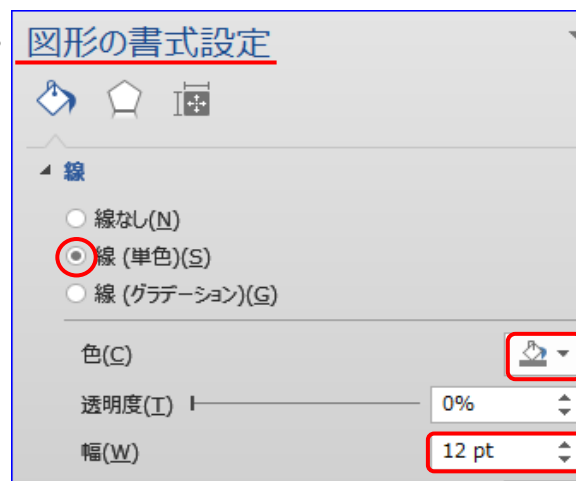 図形の書式設定
線
線なし(N)
線 (単色)(S)
線 (グラデーション)(G)
色(C)
透明度(T) 0%
幅(W) 12 pt